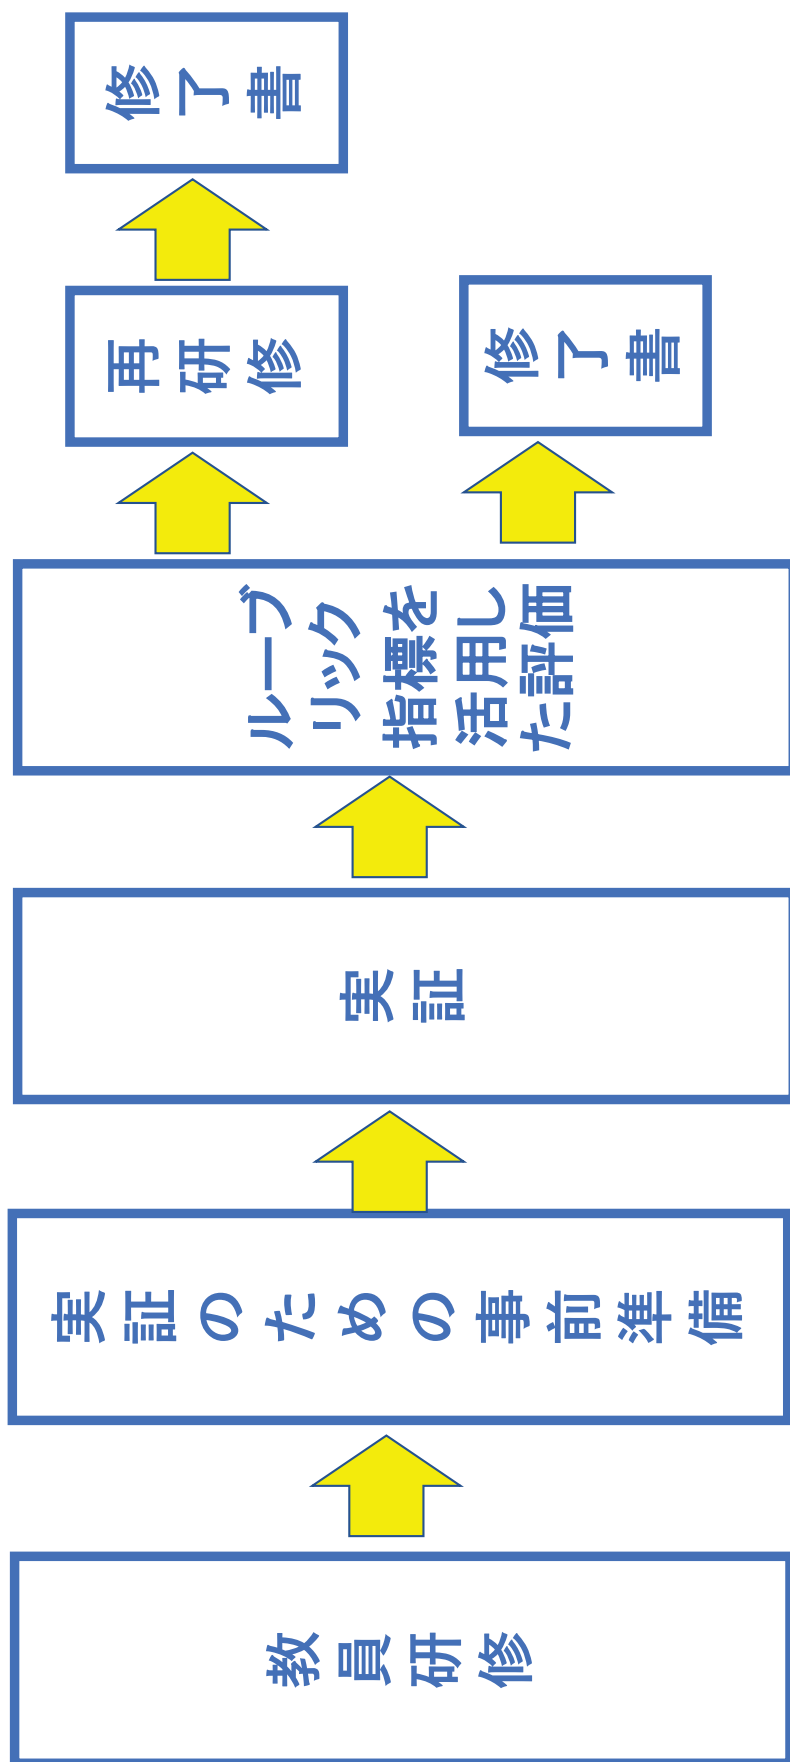 教員研修
実証のための事前準備
実証
ルーブ
リック
指標を
活用し
た評価
再研修
修了書
修了書